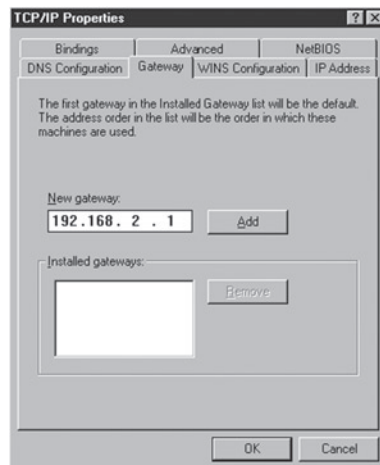 TCP/IP Properties
Bindings Advanced NetBIOS
DNS Configuration Gateway WINS Configuration IP Address
The first gateway in the Installed Gateway list will be the default.
The address order in the list will be the order in which these
machines are used.
New gateway:
192.168. 2 . 1 Add
Installed gateways:
Remove
OK Cancel